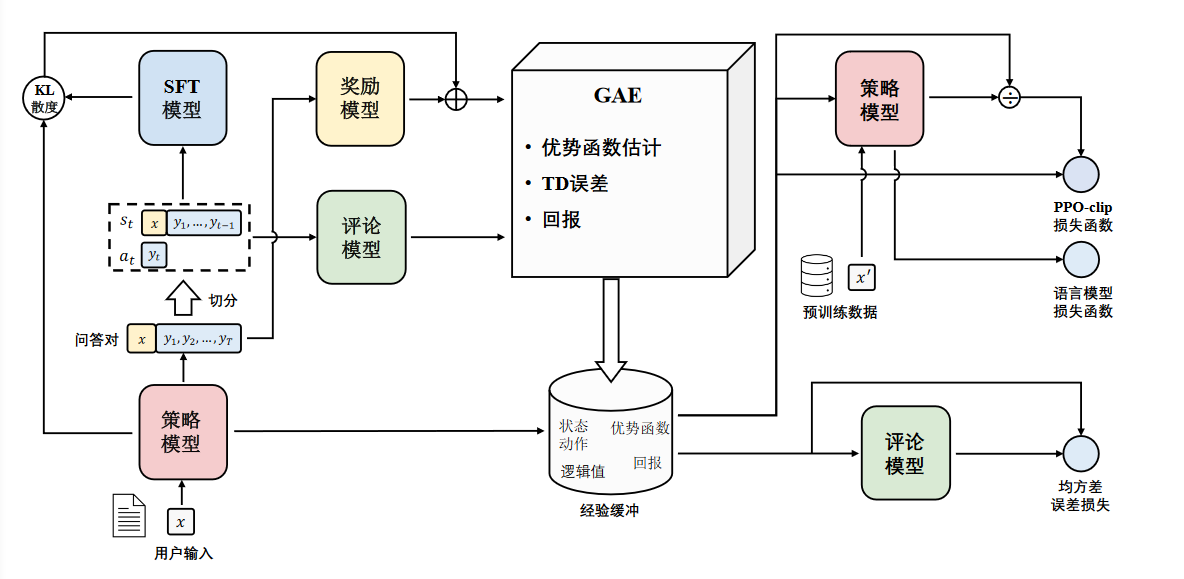 KL
散度
SFT
模型
奖励
模型
GAE
• 优势函数估计
• TD误差
• 回报
策略
模型
÷
PPO-clip
损失函数
s_t x y_1,...,y_{t−1}
a_t y_t
评论
模型
切分
问答对 x y_1,y_2,...,y_T
x′
预训练数据
语言模型
损失函数
策略
模型
状态
动作
优势函数
逻辑值
回报
经验缓冲
评论
模型
均方差
误差损失
x
用户输入